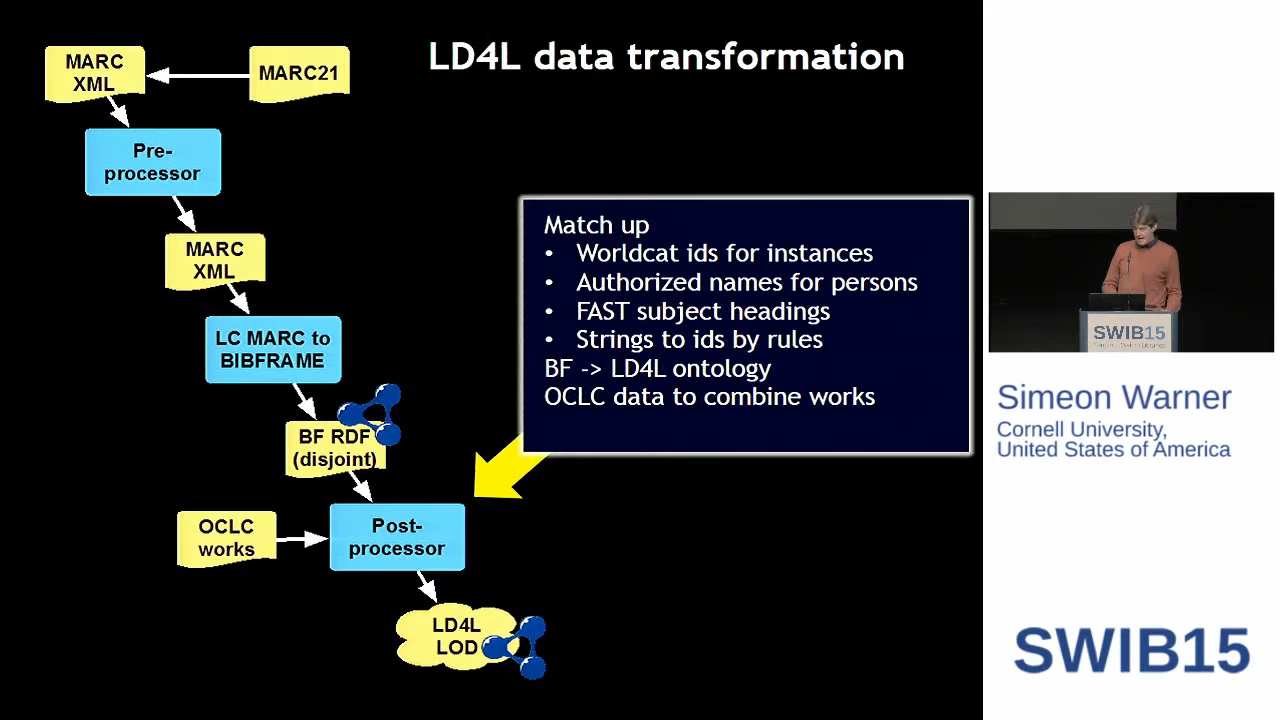 LD4L data transformation
MARC
XML
MARC21
Pre-
processor
MARC
XML
LC MARC to
BIBFRAME
BF RDF
(disjoint)
OCLC
works
Post-
processor
LD4L
LOD
Match up
• Worldcat ids for instances
• Authorized names for persons
• FAST subject headings
• Strings to ids by rules
BF -> LD4L ontology
OCLC data to combine works
SWIB15
Simeon Warner
Cornell University,
United States of America
SWIB15